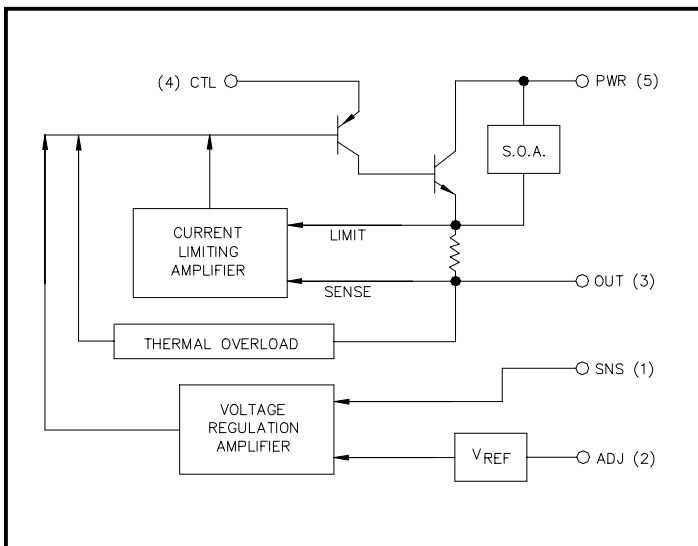 (4) CTL
PWR (5)
S.O.A.
CURRENT
LIMITING
AMPLIFIER
LIMIT
SENSE
OUT (3)
THERMAL OVERLOAD
SNS (1)
VOLTAGE
REGULATION
AMPLIFIER
VREF
ADJ (2)